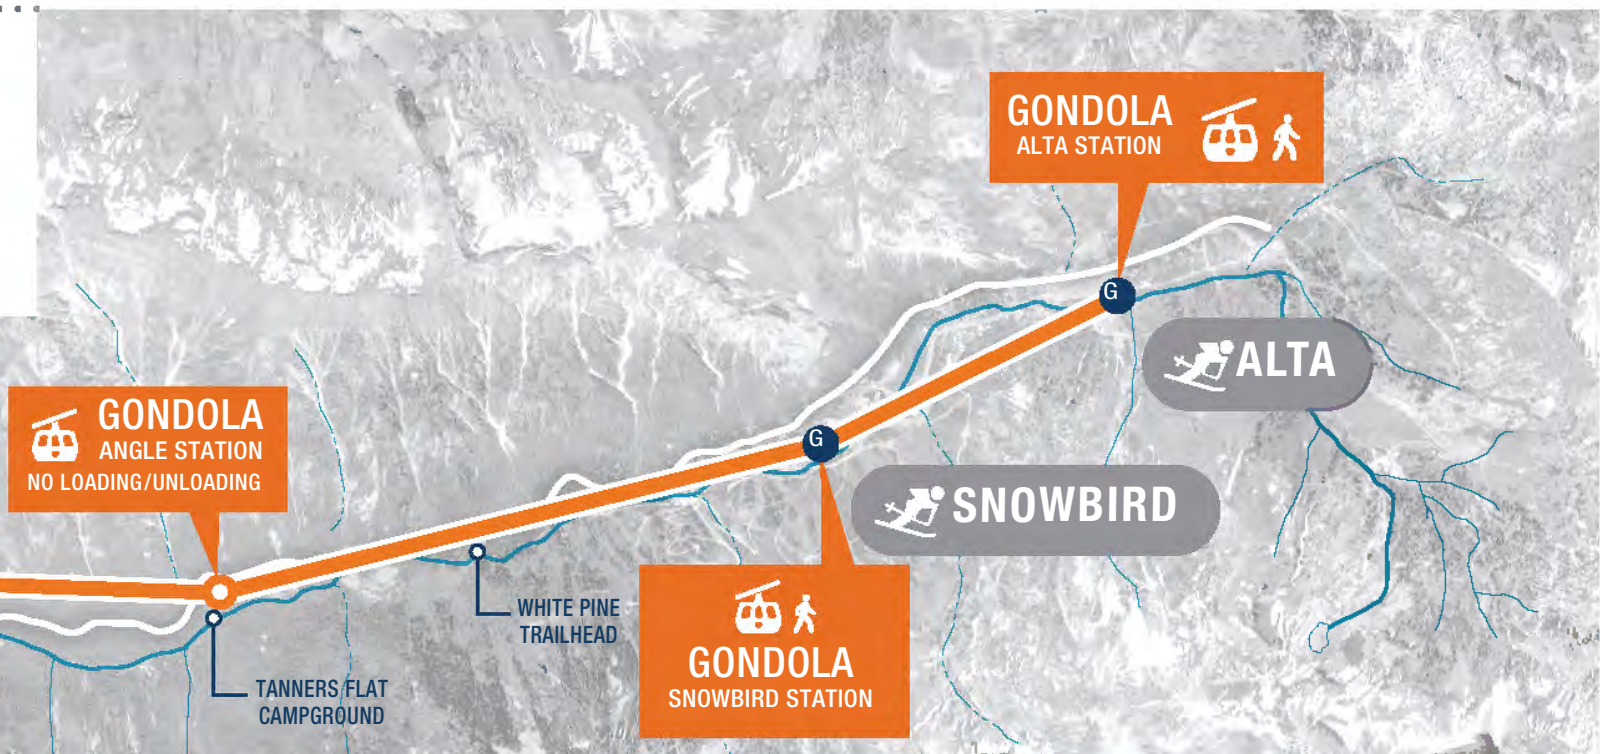 GONDOLA
ALTA STATION
G
ALTA
GONDOLA
ANGLE STATION
NO LOADING/UNLOADING
G
SNOWBIRD
WHITE PINE
TRAILHEAD
GONDOLA
SNOWBIRD STATION
TANNERS FLAT
CAMPGROUND